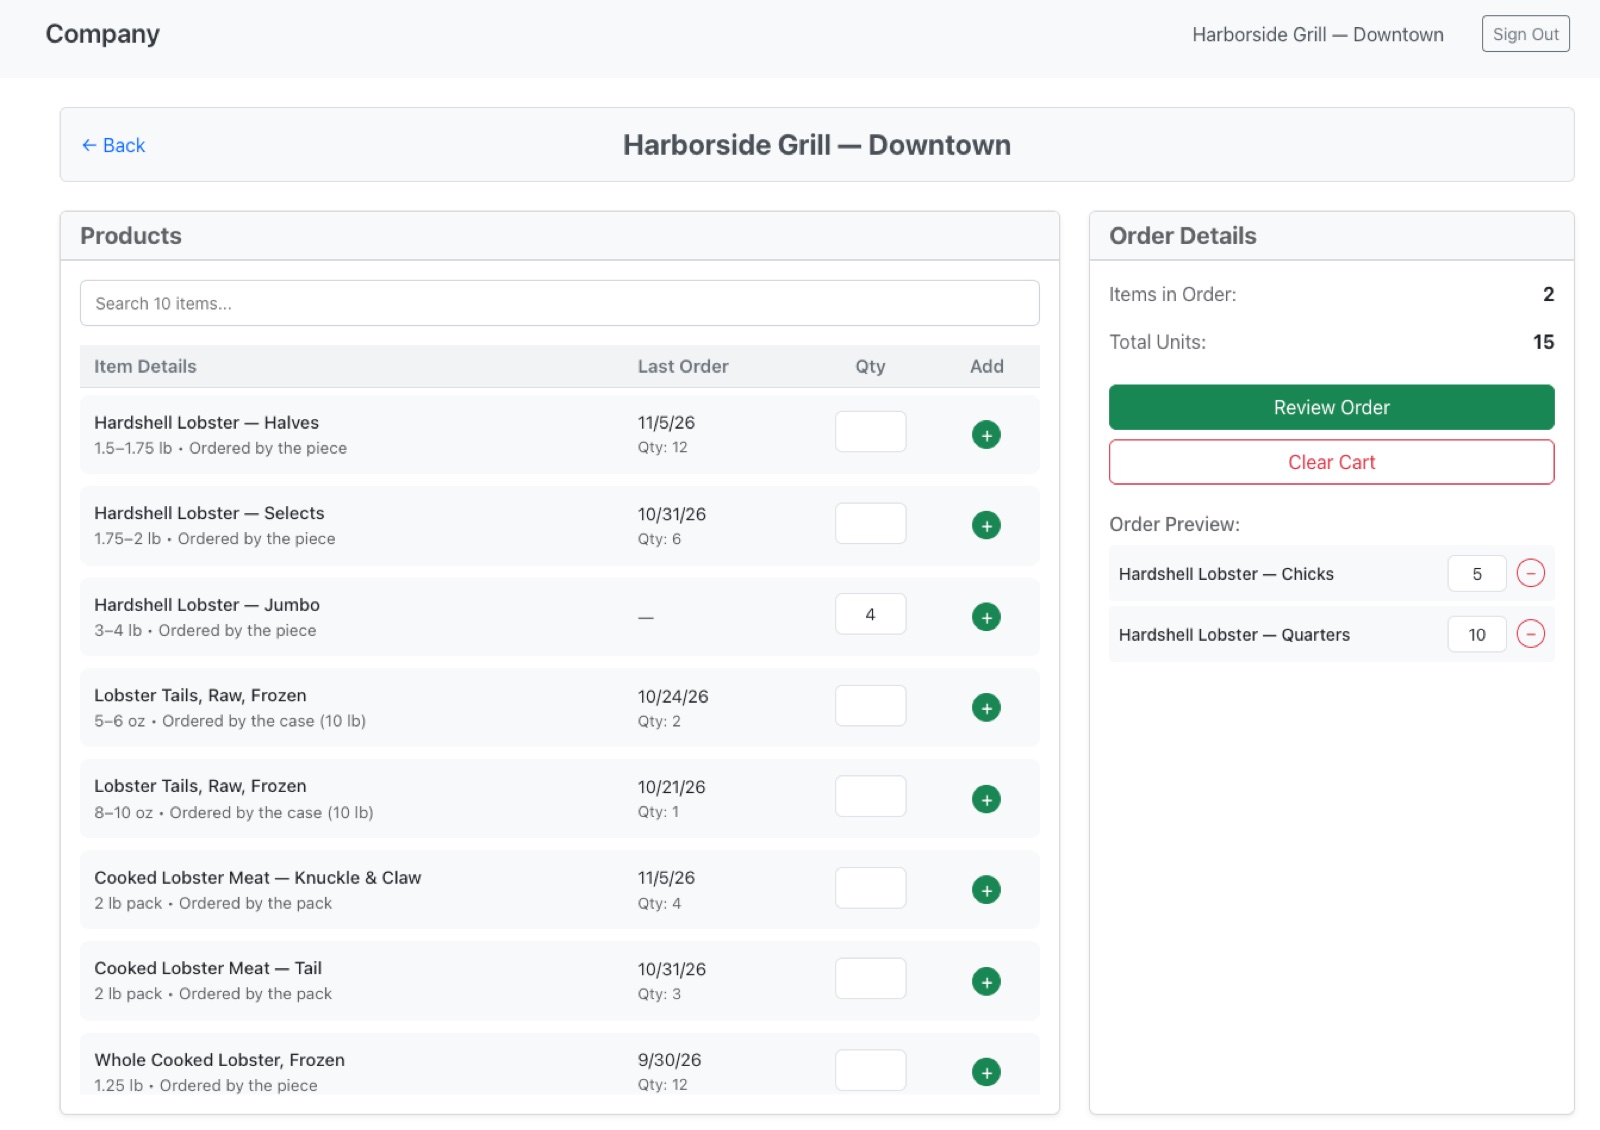 Company
Harborside Grill — Downtown
Sign Out
← Back
Harborside Grill — Downtown
Products
Search 10 items...
Item Details Last Order Qty Add
Hardshell Lobster — Halves
1.5–1.75 lb • Ordered by the piece
11/5/26
Qty: 12
+
Hardshell Lobster — Selects
1.75–2 lb • Ordered by the piece
10/31/26
Qty: 6
+
Hardshell Lobster — Jumbo
3–4 lb • Ordered by the piece
—
4
+
Lobster Tails, Raw, Frozen
5–6 oz • Ordered by the case (10 lb)
10/24/26
Qty: 2
+
Lobster Tails, Raw, Frozen
8–10 oz • Ordered by the case (10 lb)
10/21/26
Qty: 1
+
Cooked Lobster Meat — Knuckle & Claw
2 lb pack • Ordered by the pack
11/5/26
Qty: 4
+
Cooked Lobster Meat — Tail
2 lb pack • Ordered by the pack
10/31/26
Qty: 3
+
Whole Cooked Lobster, Frozen
1.25 lb • Ordered by the piece
9/30/26
Qty: 12
+
Order Details
Items in Order: 2
Total Units: 15
Review Order
Clear Cart
Order Preview:
Hardshell Lobster — Chicks 5 −
Hardshell Lobster — Quarters 10 −